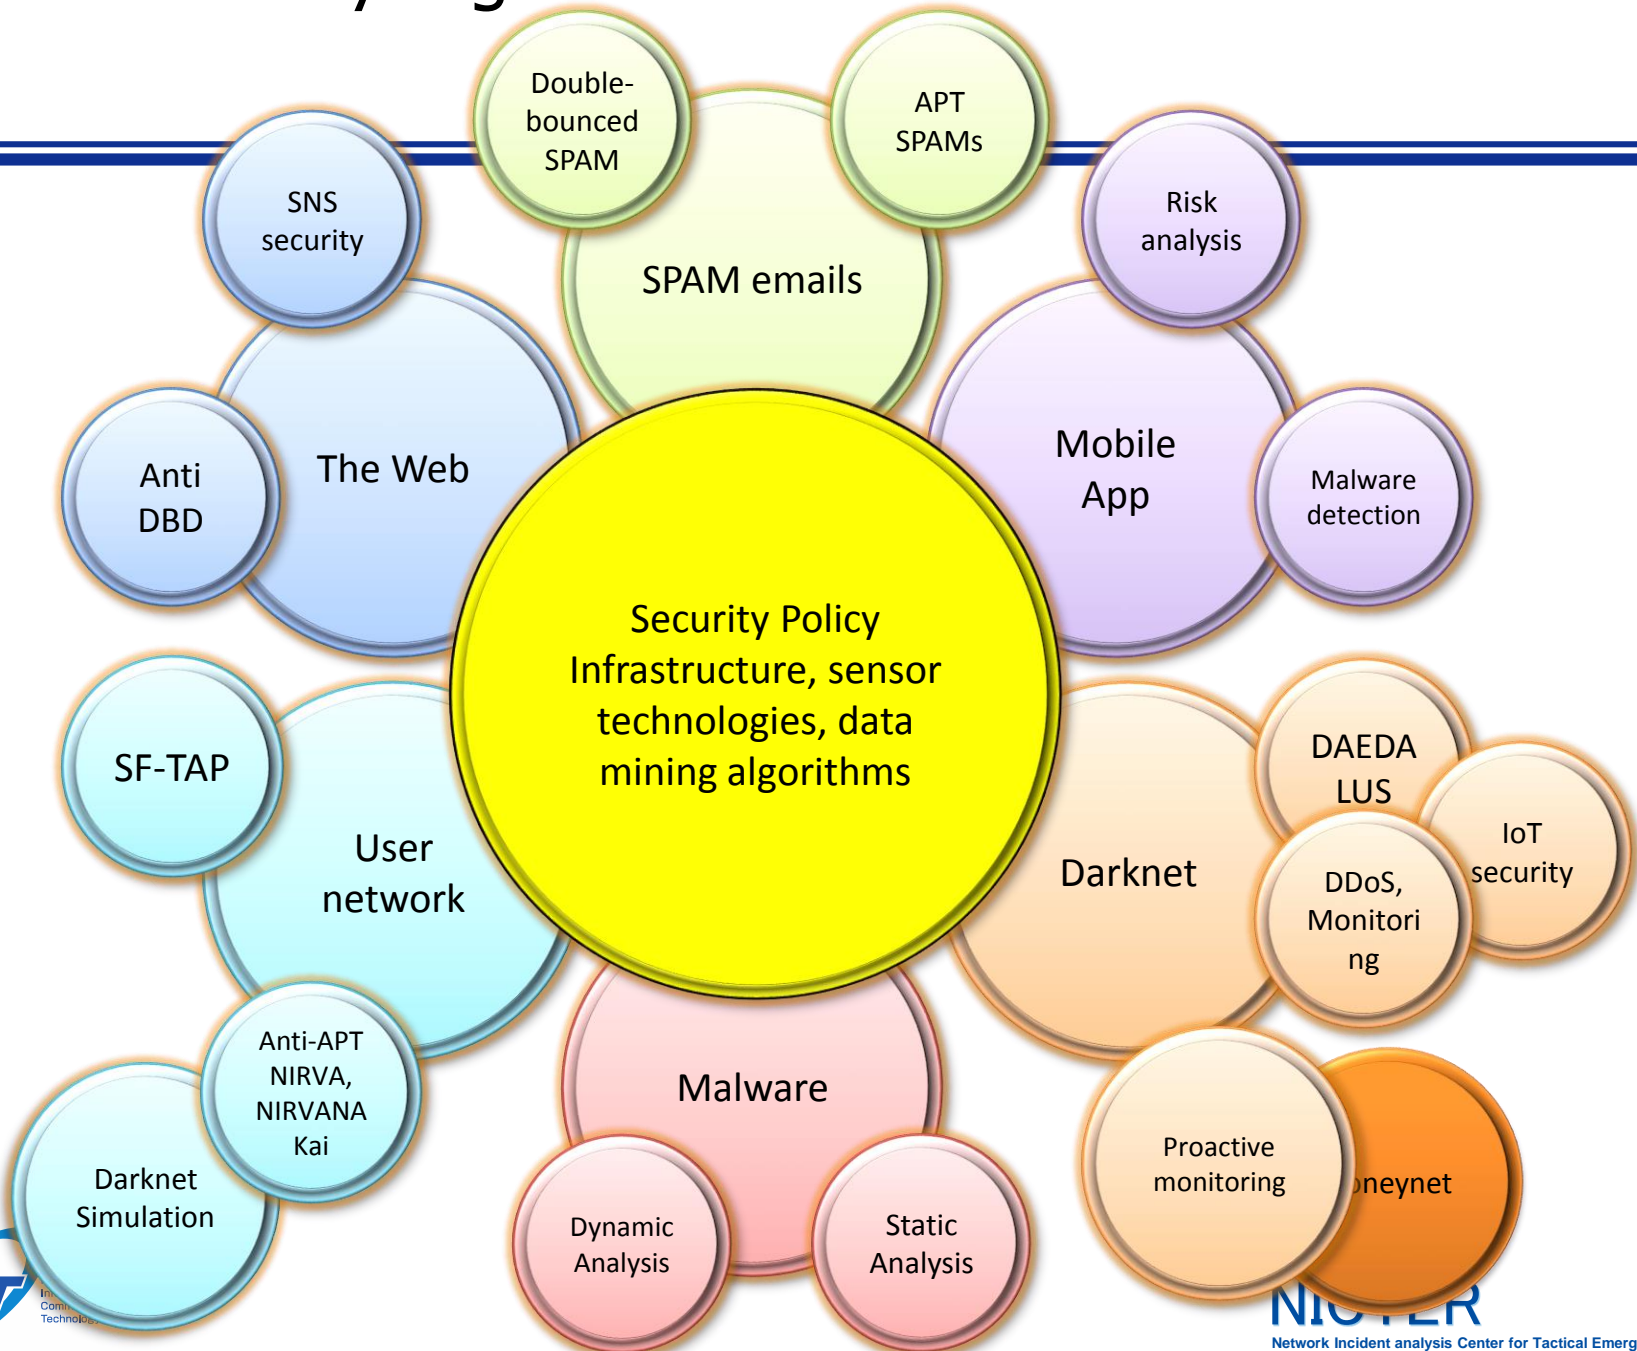 Double-
bounced
SPAM
APT
SPAMs
SNS
security
Risk
analysis
SPAM emails
The Web
Mobile
App
Anti
DBD
Malware
detection
Security Policy
Infrastructure, sensor
technologies, data
mining algorithms
SF-TAP
DAEDA
LUS
IoT
security
User
network
Darknet
DDoS,
Monitori
ng
Anti-APT
NIRVA,
NIRVANA
Kai
Malware
Proactive
monitoring
oneynet
Darknet
Simulation
Dynamic
Analysis
Static
Analysis
Network Incident analysis Center for Tactical Emerg